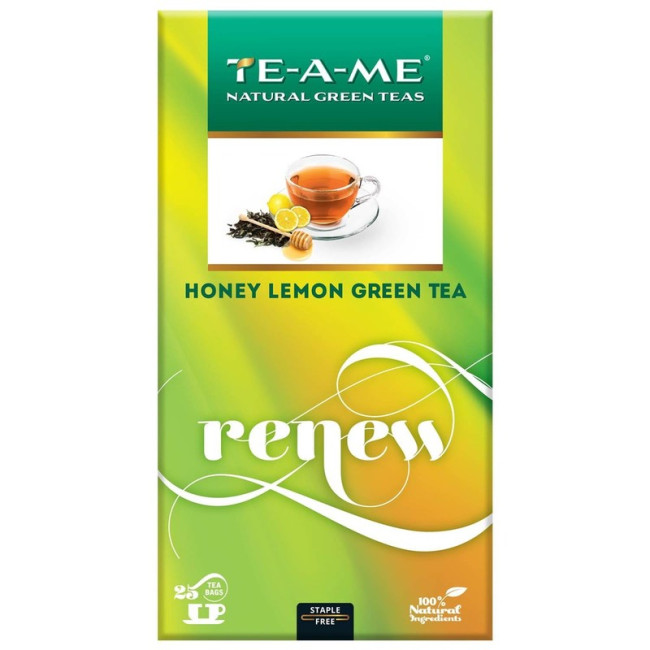 TE-A-ME®
NATURAL GREEN TEAS
HONEY LEMON GREEN TEA
renew
25 TEA
BAGS
STAPLE
FREE
100%
Natural
Ingredients